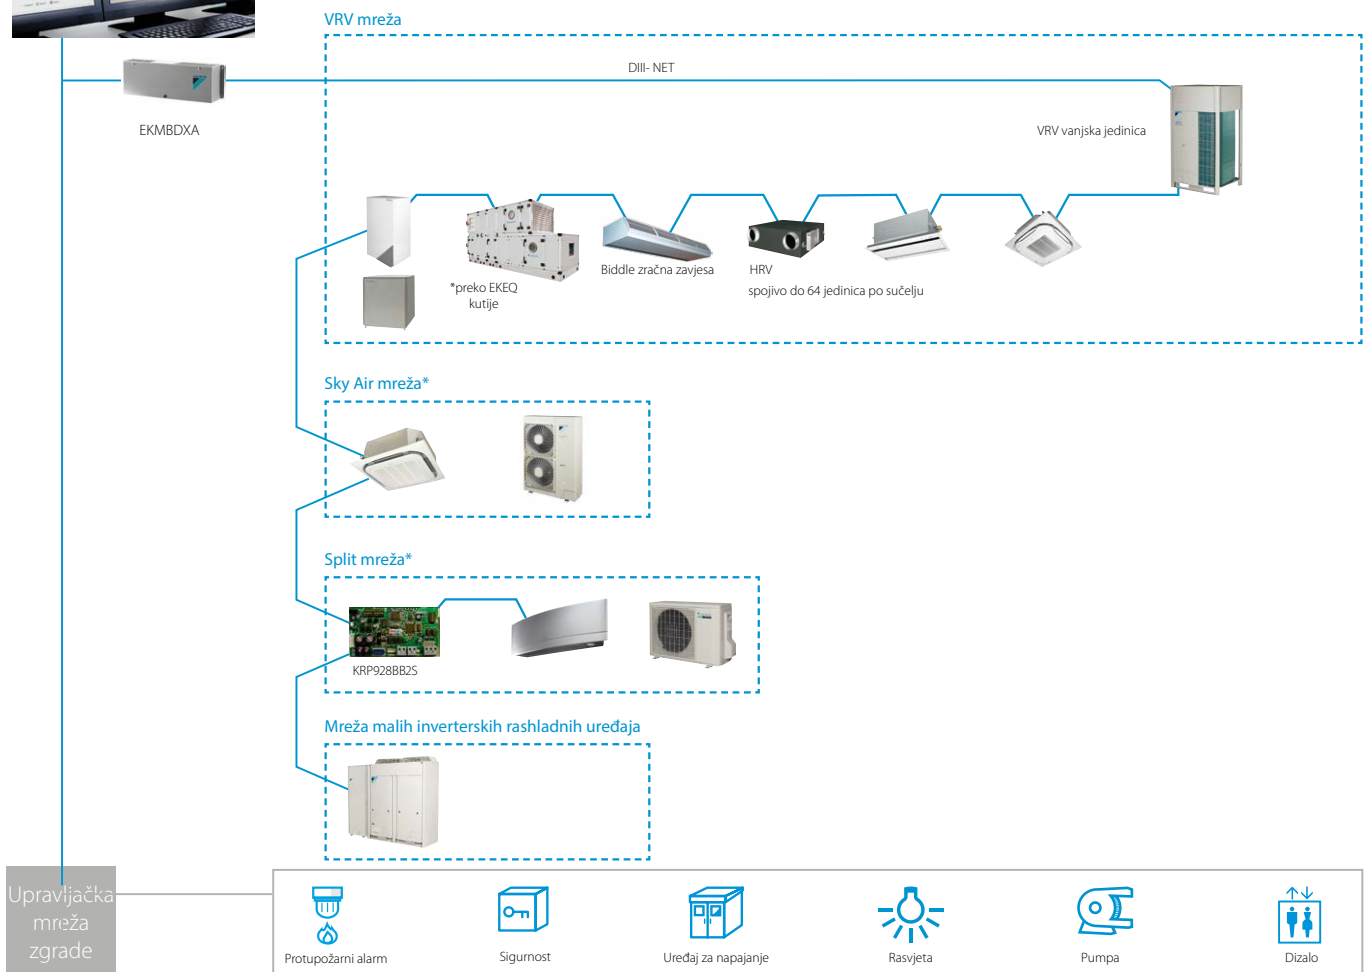 VRV mreža
DIII- NET
EKMBDXA
VRV vanjska jedinica
Biddle zračna zavjesa
HRV
*preko EKEQ
kutije
spojivo do 64 jedinica po sučelju
Sky Air mreža*
Split mreža*
KRP928BB2S
Mreža malih inverterskih rashladnih uređaja
Upravljačka
mreža
zgrade
Protupožarni alarm
Sigurnost
Uređaj za napajanje
Rasvjeta
Pumpa
Dizalo